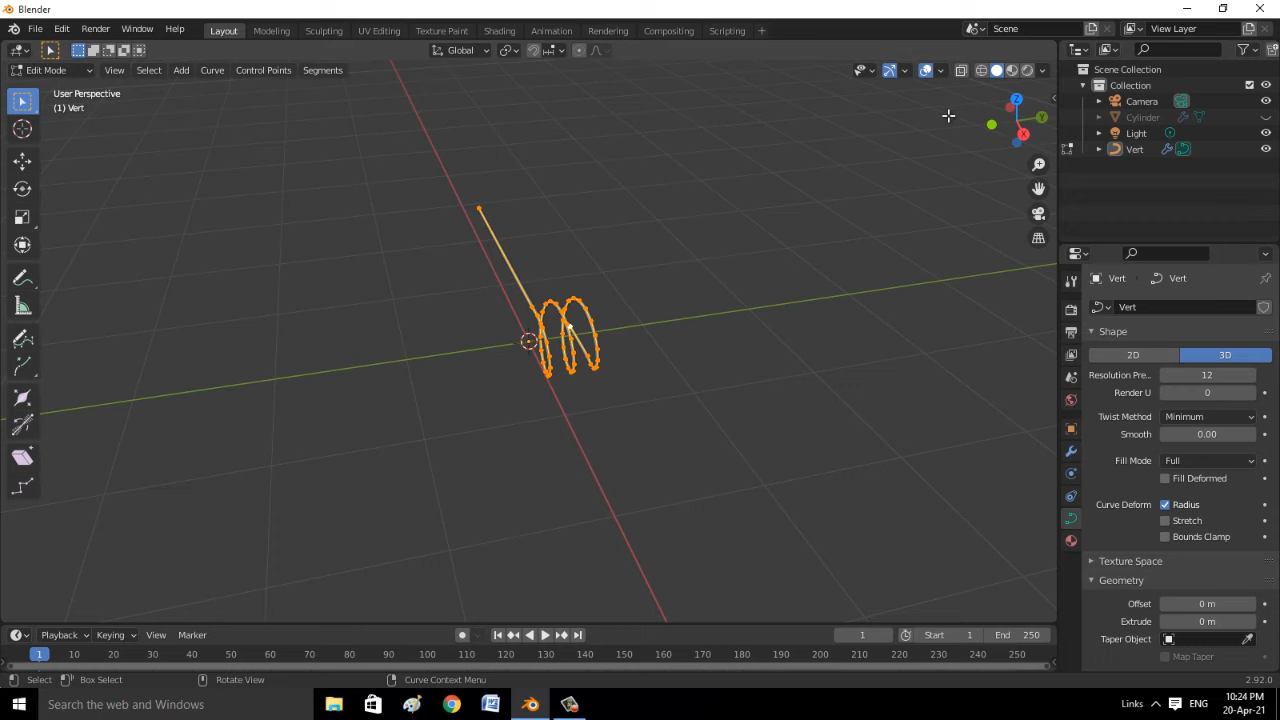 Blender
File Edit Render Window Help
Layout Modeling Sculpting UV Editing Texture Paint Shading Animation Rendering Compositing Scripting
Scene
View Layer
Global
Edit Mode View Select Add Curve Control Points Segments
User Perspective
(1) Vert
Z
Y
X
Scene Collection
Collection
Camera
Cylinder
Light
Vert
Vert Vert
Vert
Shape
2D 3D
Resolution Pre... 12
Render U 0
Twist Method Minimum
Smooth 0.00
Fill Mode Full
Fill Deformed
Curve Deform Radius
Stretch
Bounds Clamp
Texture Space
Geometry
Offset 0 m
Extrude 0 m
Taper Object
Map Taper
Playback Keying View Marker
1 Start 1 End 250
1 10 20 30 40 50 60 70 80 90 100 110 120 130 140 150 160 170 180 190 200 210 220 230 240 250
Select Box Select Rotate View Curve Context Menu 2.92.0
Search the web and Windows
Links ENG
10:24 PM
20-Apr-21